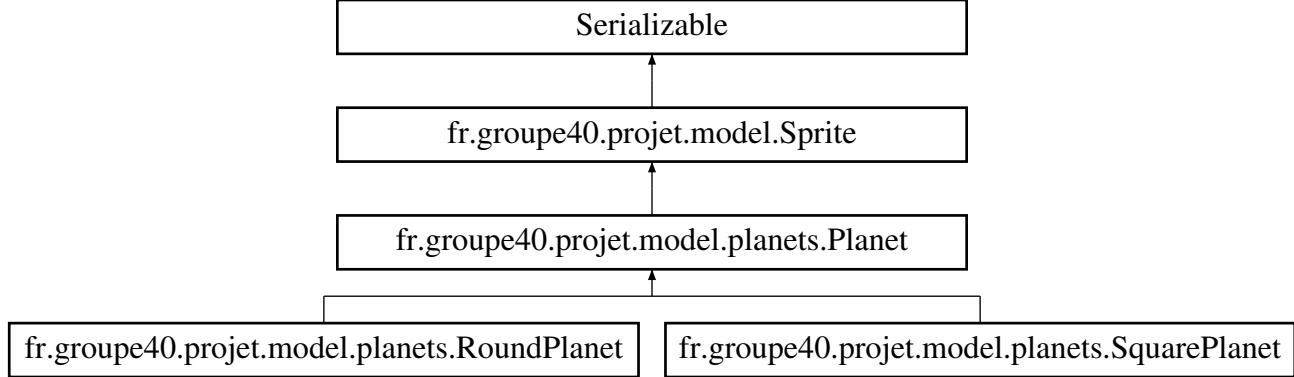 Serializable
fr.groupe40.projet.model.Sprite
fr.groupe40.projet.model.planets.Planet
fr.groupe40.projet.model.planets.RoundPlanet
fr.groupe40.projet.model.planets.SquarePlanet